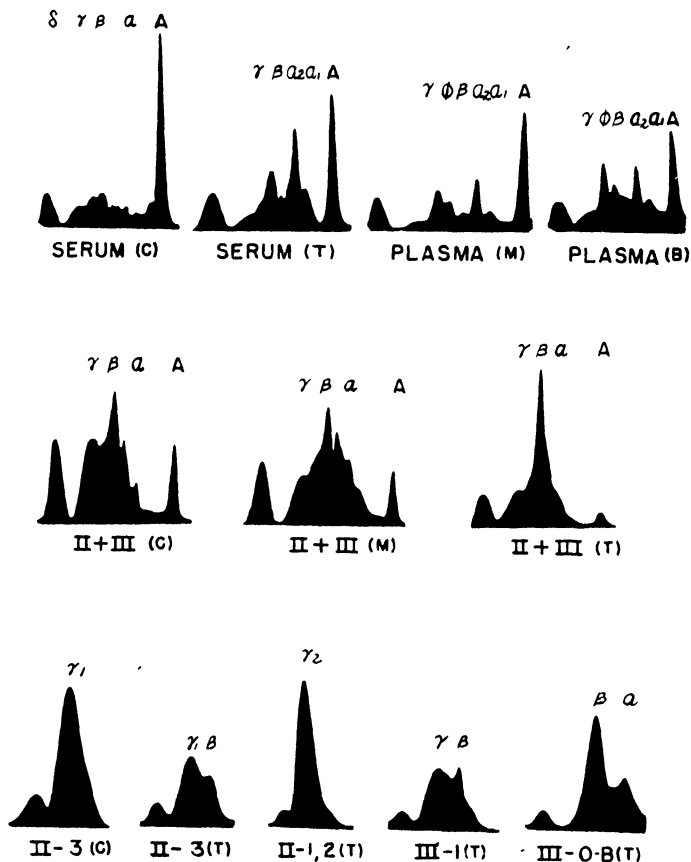 δ γ β α A
γ β α₂ α₁ A
γ Φ β α₂ α₁ A
γ Φ β α₂ α₁ A
SERUM (C)
SERUM (T)
PLASMA (M)
PLASMA (B)
γ β α A
γ β α A
γ β α A
II+III (C)
II+III (M)
II+III (T)
γ₁
γ₁ β
γ₂
γ β
β α
II-3 (C)
II-3 (T)
II-1,2 (T)
III-1 (T)
III-0-B (T)